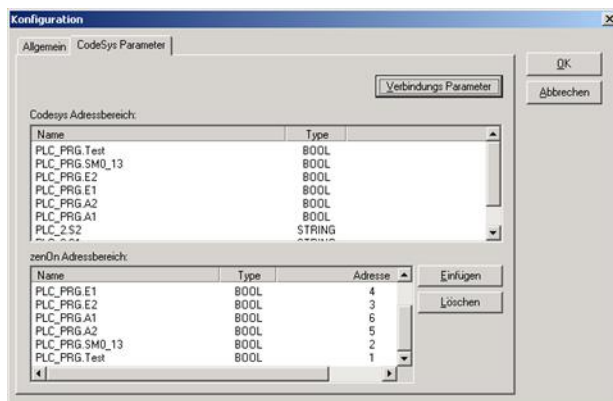 Konfiguration
Allgemein CodeSys Parameter
OK
Verbindungs Parameter
Abbrechen
Codesys Adressbereich:
Name Type
PLC_PRG.Test BOOL
PLC_PRG.SM0_13 BOOL
PLC_PRG.E2 BOOL
PLC_PRG.E1 BOOL
PLC_PRG.A2 BOOL
PLC_PRG.A1 BOOL
PLC_2.S2 STRING
STRING
zenOn Adressbereich:
Name Type Adresse
Einfügen
PLC_PRG.E1 BOOL 4
PLC_PRG.E2 BOOL 3
Löschen
PLC_PRG.A1 BOOL 6
PLC_PRG.A2 BOOL 5
PLC_PRG.SM0_13 BOOL 2
PLC_PRG.Test BOOL 1